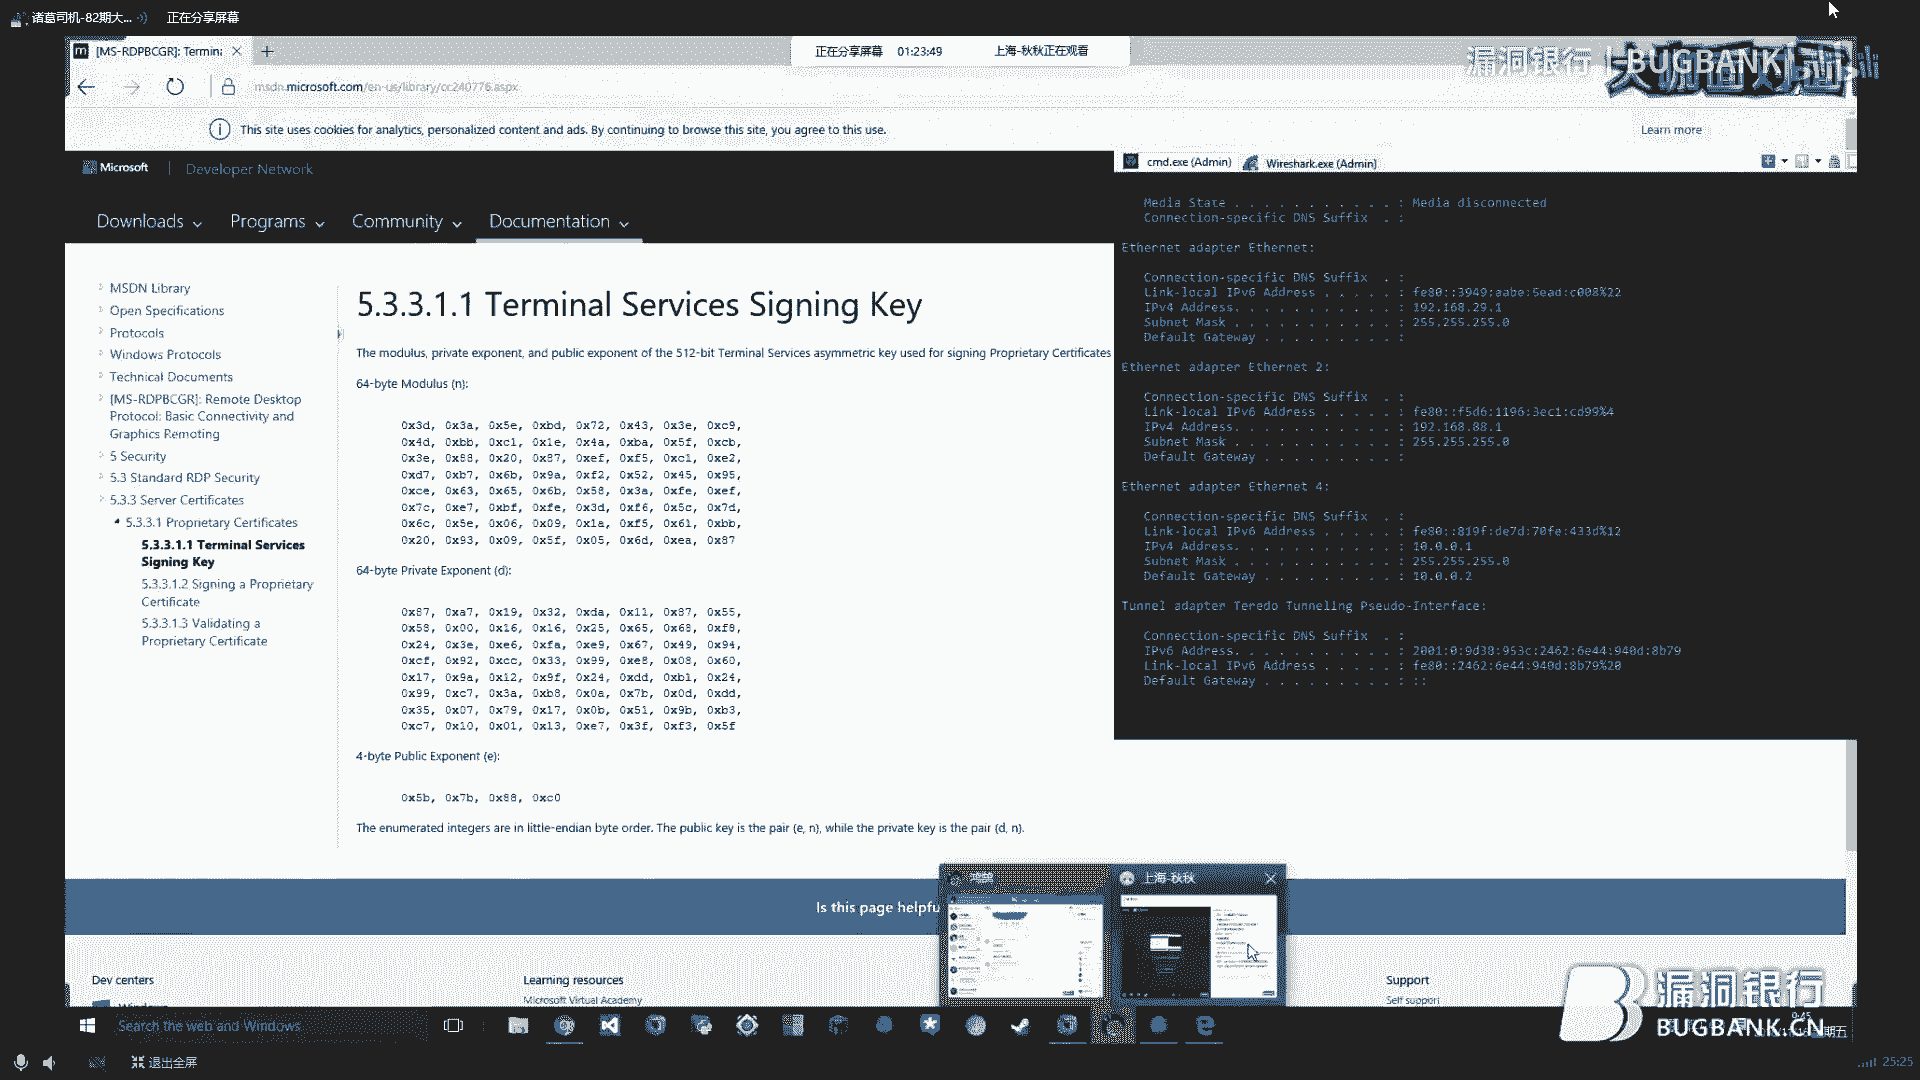 诸葛司机-82期大...
正在分享屏幕
[MS-RDPBCGR]: Termin
正在分享屏幕 01:23:49 上海-秋秋正在观看
漏洞银行 | BUGBANK
msdn.microsoft.com/en-us/library/cc240776.aspx
This site uses cookies for analytics, personalized content and ads. By continuing to browse this site, you agree to this use.
Learn more
Microsoft | Developer Network
Downloads
Programs
Community
Documentation
MSDN Library
Open Specifications
Protocols
Windows Protocols
Technical Documents
[MS-RDPBCGR]: Remote Desktop
Protocol: Basic Connectivity and
Graphics Remoting
5 Security
5.3 Standard RDP Security
5.3.3 Server Certificates
5.3.3.1 Proprietary Certificates
5.3.3.1.1 Terminal Services
Signing Key
5.3.3.1.2 Signing a Proprietary
Certificate
5.3.3.1.3 Validating a
Proprietary Certificate
5.3.3.1.1 Terminal Services Signing Key
The modulus, private exponent, and public exponent of the 512-bit Terminal Services asymmetric key used for signing Proprietary Certificates
64-byte Modulus (n):
0x3d, 0x3a, 0x5e, 0xbd, 0x72, 0x43, 0x3e, 0xc9,
0x4d, 0xbb, 0xc1, 0x1e, 0x4a, 0xba, 0x5f, 0xcb,
0x3e, 0x88, 0x20, 0x87, 0xef, 0xf5, 0xc1, 0xe2,
0xd7, 0xb7, 0x6b, 0x9a, 0xf2, 0x52, 0x45, 0x95,
0xce, 0x63, 0x65, 0x6b, 0x58, 0x3a, 0xfe, 0xef,
0x7c, 0xe7, 0xbf, 0xfe, 0x3d, 0xf6, 0x5c, 0x7d,
0x6c, 0x5e, 0x06, 0x09, 0x1a, 0xf5, 0x61, 0xbb,
0x20, 0x93, 0x09, 0x5f, 0x05, 0x6d, 0xea, 0x87
64-byte Private Exponent (d):
0x87, 0xa7, 0x19, 0x32, 0xda, 0x11, 0x87, 0x55,
0x58, 0x00, 0x16, 0x16, 0x25, 0x65, 0x68, 0xf8,
0x24, 0x3e, 0xe6, 0xfa, 0xe9, 0x67, 0x49, 0x94,
0xcf, 0x92, 0xcc, 0x33, 0x99, 0xe8, 0x08, 0x60,
0x17, 0x9a, 0x12, 0x9f, 0x24, 0xdd, 0xb1, 0x24,
0x99, 0xc7, 0x3a, 0xb8, 0x0a, 0x7b, 0x0d, 0xdd,
0x35, 0x07, 0x79, 0x17, 0x0b, 0x51, 0x9b, 0xb3,
0xc7, 0x10, 0x01, 0x13, 0xe7, 0x3f, 0xf3, 0x5f
4-byte Public Exponent (e):
0x5b, 0x7b, 0x88, 0xc0
The enumerated integers are in little-endian byte order. The public key is the pair (e, n), while the private key is the pair (d, n).
cmd.exe (Admin) Wireshark.exe (Admin)
Media State . . . . . . . . . . . : Media disconnected
Connection-specific DNS Suffix . :
Ethernet adapter Ethernet:
Connection-specific DNS Suffix . :
Link-local IPv6 Address . . . . . : fe80::3949:aabe:5ead:c008%22
IPv4 Address. . . . . . . . . . . : 192.168.29.1
Subnet Mask . . . . . . . . . . . : 255.255.255.0
Default Gateway . . . . . . . . . :
Ethernet adapter Ethernet 2:
Connection-specific DNS Suffix . :
Link-local IPv6 Address . . . . . : fe80::f5d6:1196:3ec1:cd99%4
IPv4 Address. . . . . . . . . . . : 192.168.88.1
Subnet Mask . . . . . . . . . . . : 255.255.255.0
Default Gateway . . . . . . . . . :
Ethernet adapter Ethernet 4:
Connection-specific DNS Suffix . :
Link-local IPv6 Address . . . . . : fe80::819f:de7d:70fe:433d%12
IPv4 Address. . . . . . . . . . . : 10.0.0.1
Subnet Mask . . . . . . . . . . . : 255.255.255.0
Default Gateway . . . . . . . . . : 10.0.0.2
Tunnel adapter Teredo Tunneling Pseudo-Interface:
Connection-specific DNS Suffix . :
IPv6 Address. . . . . . . . . . . : 2001:0:9d38:953c:2462:6e44:940d:8b79
Link-local IPv6 Address . . . . . : fe80::2462:6e44:940d:8b79%20
Default Gateway . . . . . . . . . : ::
Is this page helpfu
上海-秋秋
Dev centers
Learning resources
Support
Windows
Microsoft Virtual Academy
Self support
漏洞银行
BUGBANK.CN
Search the web and Windows
退出全屏
25:25